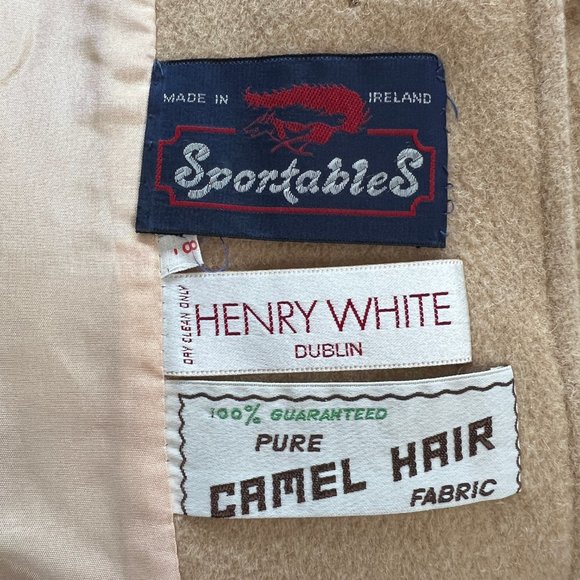 MADE IN IRELAND
SportableS
8
DRY CLEAN ONLY
HENRY WHITE
DUBLIN
100% GUARANTEED
PURE
CAMEL HAIR
FABRIC